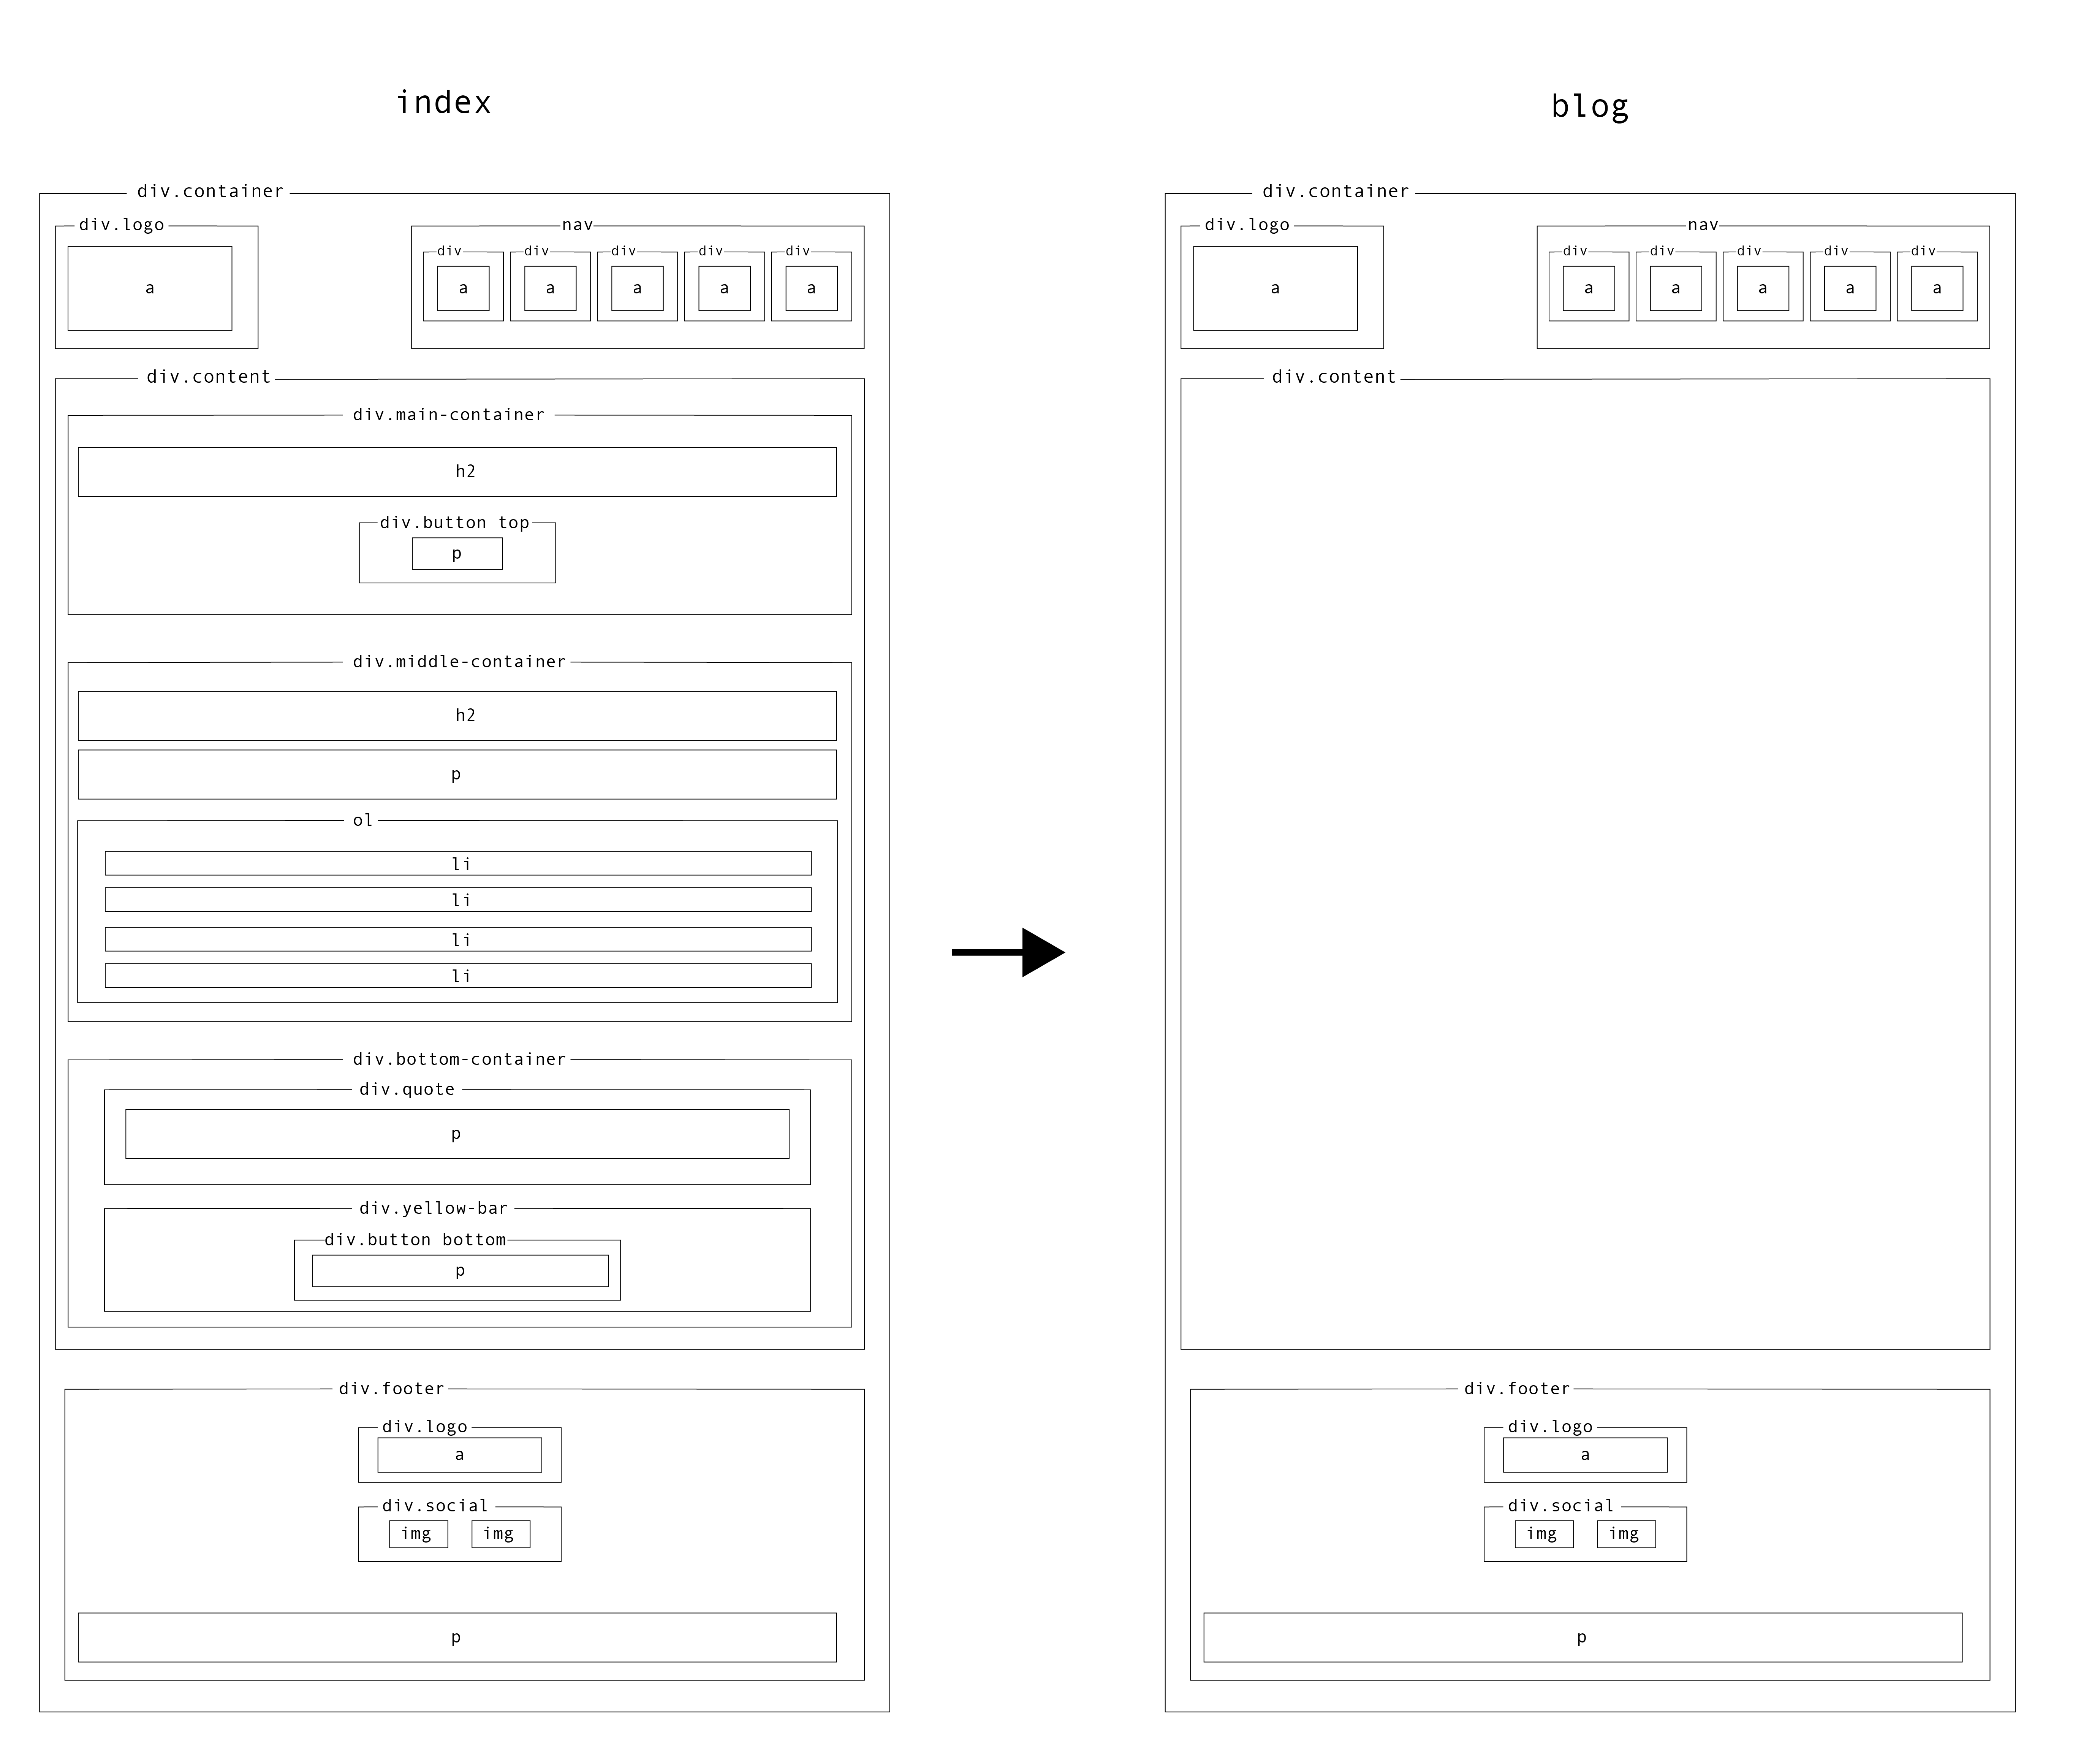 index
div.container
div.logo
nav
div div div div div
a
a a a a a
div.content
div.main-container
h2
div.button top
p
div.middle-container
h2
p
ol
li
li
li
li
div.bottom-container
div.quote
p
div.yellow-bar
div.button bottom
p
div.footer
div.logo
a
div.social
img img
p
blog
div.container
div.logo
nav
div div div div div
a
a a a a a
div.content
div.footer
div.logo
a
div.social
img img
p